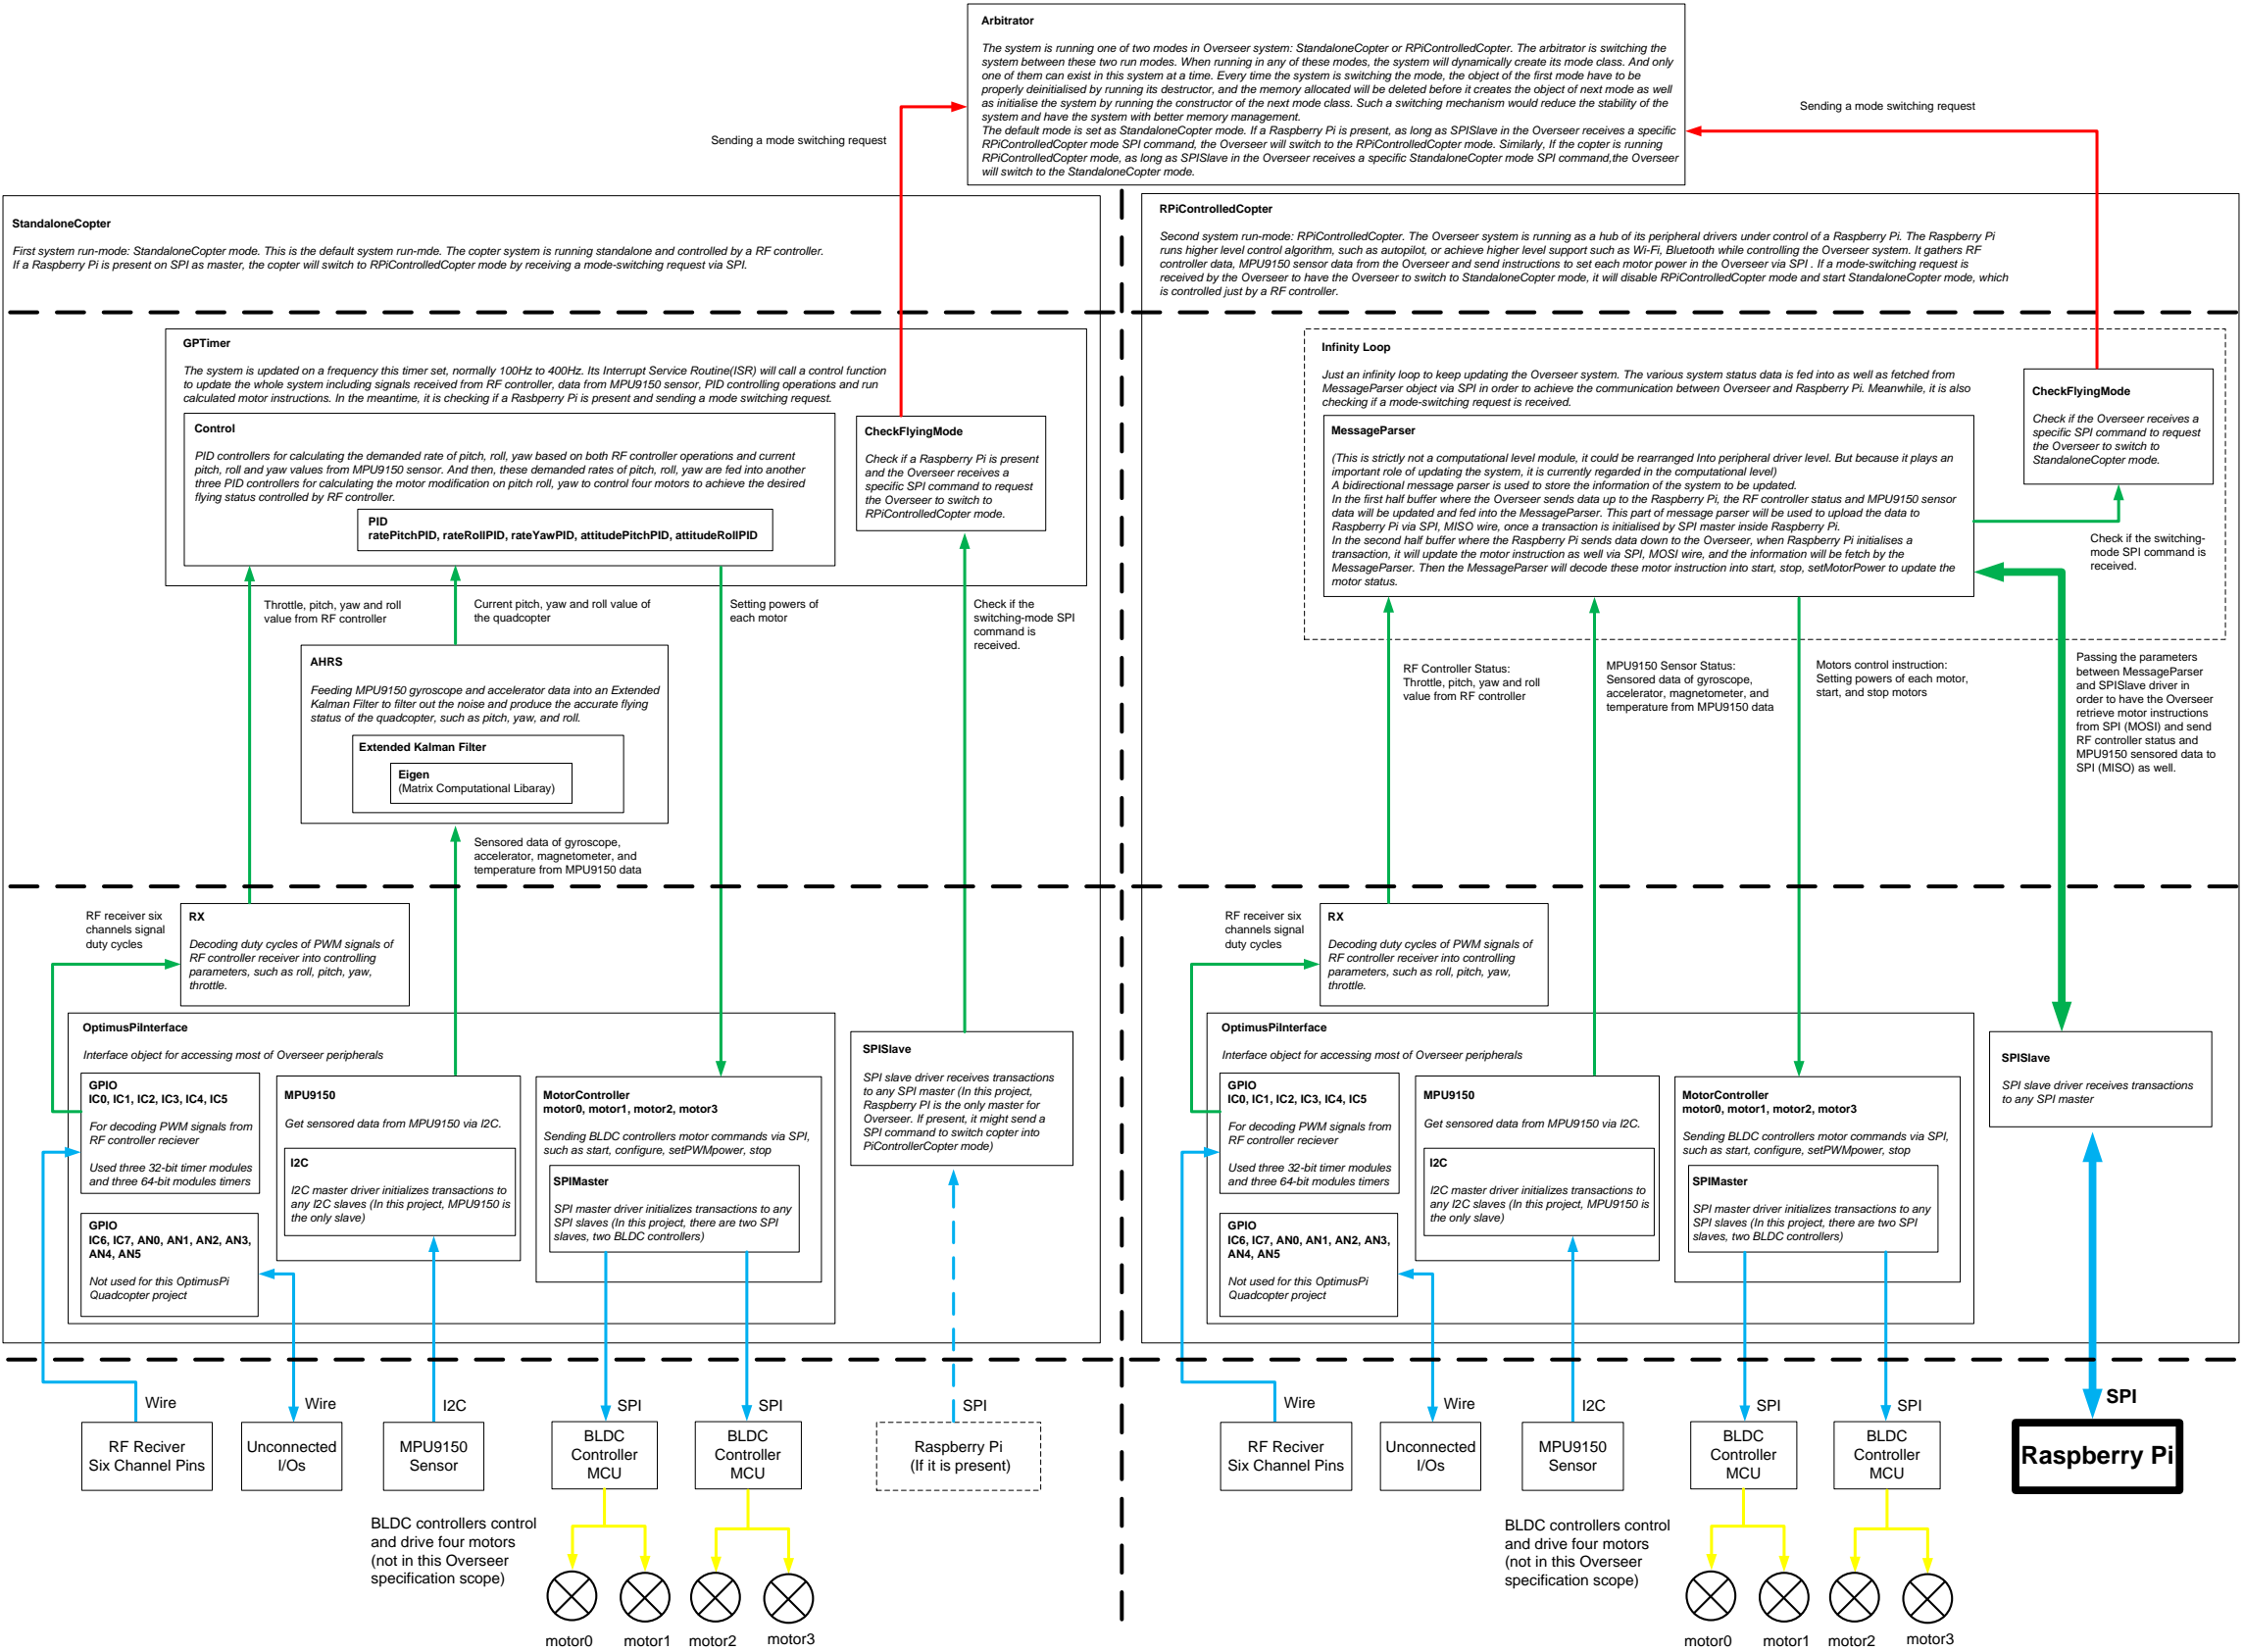 Arbitrator
The system is running one of two modes in Overseer system: StandaloneCopter or RPiControlledCopter. The arbitrator is switching the
system between these two run modes. When running in any of these modes, the system will dynamically create its mode class. And only
one of them can exist in this system at a time. Every time the system is switching the mode, the object of the first mode have to be
properly deinitialised by running its destructor, and the memory allocated will be deleted before it creates the object of next mode as well
as initialise the system by running the constructor of the next mode class. Such a switching mechanism would reduce the stability of the
system and have the system with better memory management.
The default mode is set as StandaloneCopter mode. If a Raspberry Pi is present, as long as SPISlave in the Overseer receives a specific
RPiControlledCopter mode SPI command, the Overseer will switch to the RPiControlledCopter mode. Similarly, If the copter is running
RPiControlledCopter mode, as long as SPISlave in the Overseer receives a specific StandaloneCopter mode SPI command,the Overseer
will switch to the StandaloneCopter mode.
Sending a mode switching request
Sending a mode switching request
StandaloneCopter
First system run-mode: StandaloneCopter mode. This is the default system run-mde. The copter system is running standalone and controlled by a RF controller.
If a Raspberry Pi is present on SPI as master, the copter will switch to RPiControlledCopter mode by receiving a mode-switching request via SPI.
GPTimer
The system is updated on a frequency this timer set, normally 100Hz to 400Hz. Its Interrupt Service Routine(ISR) will call a control function
to update the whole system including signals received from RF controller, data from MPU9150 sensor, PID controlling operations and run
calculated motor instructions. In the meantime, it is checking if a Rasbperry Pi is present and sending a mode switching request.
Control
PID controllers for calculating the demanded rate of pitch, roll, yaw based on both RF controller operations and current
pitch, roll and yaw values from MPU9150 sensor. And then, these demanded rates of pitch, roll, yaw are fed into another
three PID controllers for calculating the motor modification on pitch roll, yaw to control four motors to achieve the desired
flying status controlled by RF controller.
PID
ratePitchPID, rateRollPID, rateYawPID, attitudePitchPID, attitudeRollPID
CheckFlyingMode
Check if a Raspberry Pi is present
and the Overseer receives a
specific SPI command to request
the Overseer to switch to
RPiControlledCopter mode.
Throttle, pitch, yaw and roll
value from RF controller
Current pitch, yaw and roll value of
the quadcopter
Setting powers of
each motor
Check if the
switching-mode SPI
command is
received.
AHRS
Feeding MPU9150 gyroscope and accelerator data into an Extended
Kalman Filter to filter out the noise and produce the accurate flying
status of the quadcopter, such as pitch, yaw, and roll.
Extended Kalman Filter
Eigen
(Matrix Computational Libaray)
Sensored data of gyroscope,
accelerator, magnetometer, and
temperature from MPU9150 data
RF receiver six
channels signal
duty cycles
RX
Decoding duty cycles of PWM signals of
RF controller receiver into controlling
parameters, such as roll, pitch, yaw,
throttle.
OptimusPiInterface
Interface object for accessing most of Overseer peripherals
GPIO
IC0, IC1, IC2, IC3, IC4, IC5
For decoding PWM signals from
RF controller reciever
Used three 32-bit timer modules
and three 64-bit modules timers
GPIO
IC6, IC7, AN0, AN1, AN2, AN3,
AN4, AN5
Not used for this OptimusPi
Quadcopter project
MPU9150
Get sensored data from MPU9150 via I2C.
I2C
I2C master driver initializes transactions to
any I2C slaves (In this project, MPU9150 is
the only slave)
MotorController
motor0, motor1, motor2, motor3
Sending BLDC controllers motor commands via SPI,
such as start, configure, setPWMpower, stop
SPIMaster
SPI master driver initializes transactions to any
SPI slaves (In this project, there are two SPI
slaves, two BLDC controllers)
SPISlave
SPI slave driver receives transactions
to any SPI master (In this project,
Raspberry PI is the only master for
Overseer. If present, it might send a
SPI command to switch copter into
PiControllerCopter mode)
Wire
Wire
I2C
SPI
SPI
SPI
RF Reciver
Six Channel Pins
Unconnected
I/Os
MPU9150
Sensor
BLDC
Controller
MCU
BLDC
Controller
MCU
Raspberry Pi
(If it is present)
BLDC controllers control
and drive four motors
(not in this Overseer
specification scope)
motor0
motor1
motor2
motor3
RPiControlledCopter
Second system run-mode: RPiControlledCopter. The Overseer system is running as a hub of its peripheral drivers under control of a Raspberry Pi. The Raspberry Pi
runs higher level control algorithm, such as autopilot, or achieve higher level support such as Wi-Fi, Bluetooth while controlling the Overseer system. It gathers RF
controller data, MPU9150 sensor data from the Overseer and send instructions to set each motor power in the Overseer via SPI . If a mode-switching request is
received by the Overseer to have the Overseer to switch to StandaloneCopter mode, it will disable RPiControlledCopter mode and start StandaloneCopter mode, which
is controlled just by a RF controller.
Infinity Loop
Just an infinity loop to keep updating the Overseer system. The various system status data is fed into as well as fetched from
MessageParser object via SPI in order to achieve the communication between Overseer and Raspberry Pi. Meanwhile, it is also
checking if a mode-switching request is received.
MessageParser
(This is strictly not a computational level module, it could be rearranged Into peripheral driver level. But because it plays an
important role of updating the system, it is currently regarded in the computational level)
A bidirectional message parser is used to store the information of the system to be updated.
In the first half buffer where the Overseer sends data up to the Raspberry Pi, the RF controller status and MPU9150 sensor
data will be updated and fed into the MessageParser. This part of message parser will be used to upload the data to
Raspberry Pi via SPI, MISO wire, once a transaction is initialised by SPI master inside Raspberry Pi.
In the second half buffer where the Raspberry Pi sends data down to the Overseer, when Raspberry Pi initialises a
transaction, it will update the motor instruction as well via SPI, MOSI wire, and the information will be fetch by the
MessageParser. Then the MessageParser will decode these motor instruction into start, stop, setMotorPower to update the
motor status.
CheckFlyingMode
Check if the Overseer receives a
specific SPI command to request
the Overseer to switch to
StandaloneCopter mode.
Check if the switching-
mode SPI command is
received.
RF Controller Status:
Throttle, pitch, yaw and roll
value from RF controller
MPU9150 Sensor Status:
Sensored data of gyroscope,
accelerator, magnetometer, and
temperature from MPU9150 data
Motors control instruction:
Setting powers of each motor,
start, and stop motors
Passing the parameters
between MessageParser
and SPISlave driver in
order to have the Overseer
retrieve motor instructions
from SPI (MOSI) and send
RF controller status and
MPU9150 sensored data to
SPI (MISO) as well.
RF receiver six
channels signal
duty cycles
RX
Decoding duty cycles of PWM signals of
RF controller receiver into controlling
parameters, such as roll, pitch, yaw,
throttle.
OptimusPiInterface
Interface object for accessing most of Overseer peripherals
GPIO
IC0, IC1, IC2, IC3, IC4, IC5
For decoding PWM signals from
RF controller reciever
Used three 32-bit timer modules
and three 64-bit modules timers
GPIO
IC6, IC7, AN0, AN1, AN2, AN3,
AN4, AN5
Not used for this OptimusPi
Quadcopter project
MPU9150
Get sensored data from MPU9150 via I2C.
I2C
I2C master driver initializes transactions to
any I2C slaves (In this project, MPU9150 is
the only slave)
MotorController
motor0, motor1, motor2, motor3
Sending BLDC controllers motor commands via SPI,
such as start, configure, setPWMpower, stop
SPIMaster
SPI master driver initializes transactions to any
SPI slaves (In this project, there are two SPI
slaves, two BLDC controllers)
SPISlave
SPI slave driver receives transactions
to any SPI master
Wire
Wire
I2C
SPI
SPI
SPI
RF Reciver
Six Channel Pins
Unconnected
I/Os
MPU9150
Sensor
BLDC
Controller
MCU
BLDC
Controller
MCU
Raspberry Pi
BLDC controllers control
and drive four motors
(not in this Overseer
specification scope)
motor0
motor1
motor2
motor3